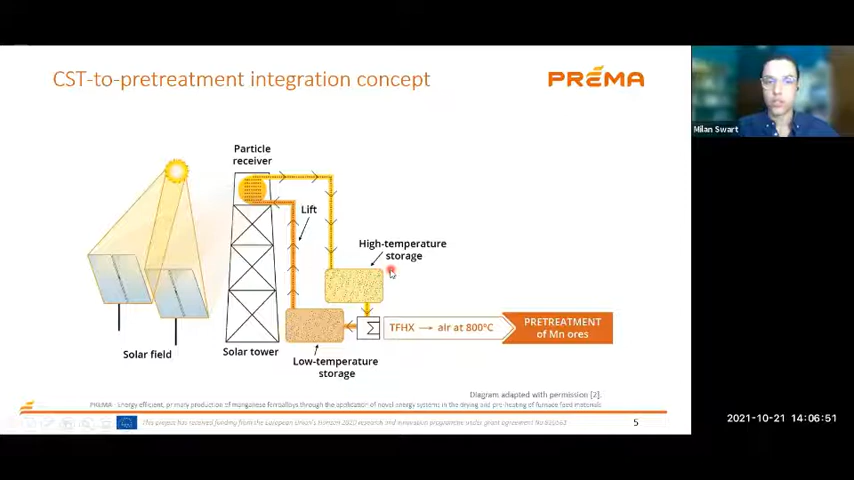 CST-to-pretreatment integration concept
PRĒMA
Milan Swart
Particle
receiver
Lift
High-temperature
storage
TFHX → air at 800°C
PRETREATMENT
of Mn ores
Solar field
Solar tower
Low-temperature
storage
Diagram adapted with permission [2].
PREMA - Energy efficient, primary production of manganese ferroalloys through the application of novel energy systems in the drying and pre-heating of furnace feed materials
This project has received funding from the European Union's Horizon 2020 research and innovation programme under grant agreement No
5
2021-10-21 14:06:51